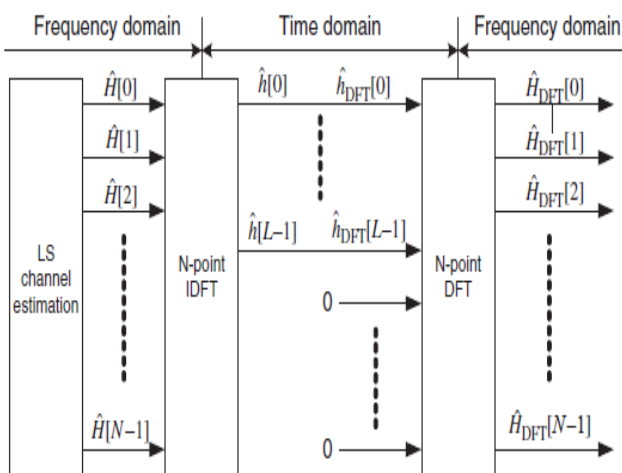 Frequency domain
Time domain
Frequency domain
Ĥ[0]
ĥ[0]
ĥ_DFT[0]
Ĥ_DFT[0]
Ĥ[1]
Ĥ_DFT[1]
Ĥ[2]
Ĥ_DFT[2]
ĥ[L–1]
ĥ_DFT[L–1]
LS
channel
estimation
N-point
IDFT
N-point
DFT
0
Ĥ[N–1]
Ĥ_DFT[N–1]
0